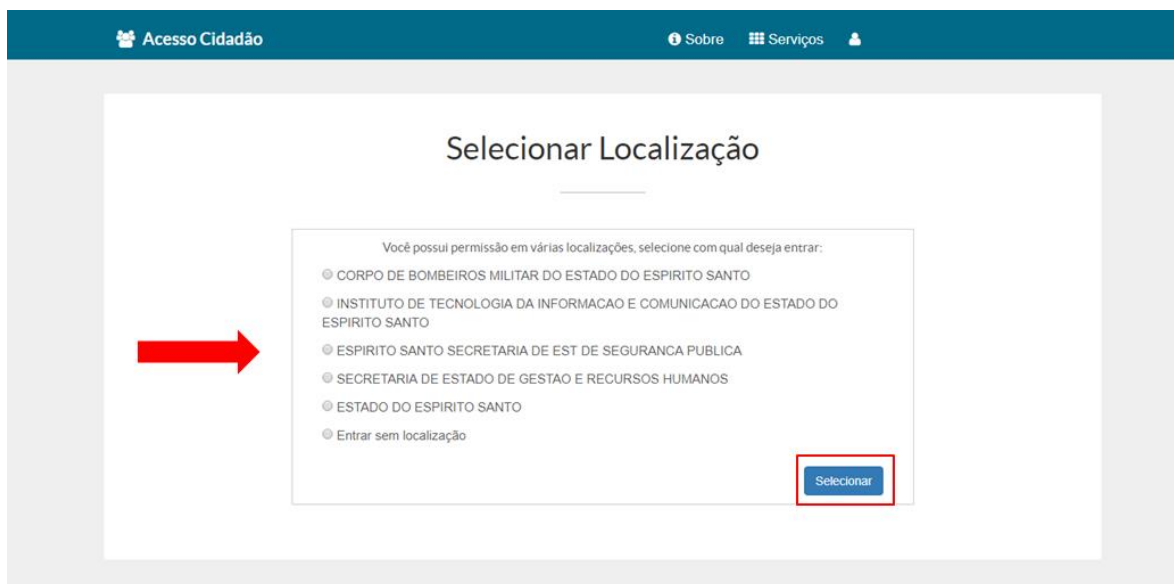 Acesso Cidadão
Sobre
Serviços
Selecionar Localização
Você possui permissão em várias localizações, selecione com qual deseja entrar:
CORPO DE BOMBEIROS MILITAR DO ESTADO DO ESPIRITO SANTO
INSTITUTO DE TECNOLOGIA DA INFORMACAO E COMUNICACAO DO ESTADO DO
ESPIRITO SANTO
ESPIRITO SANTO SECRETARIA DE EST DE SEGURANCA PUBLICA
SECRETARIA DE ESTADO DE GESTAO E RECURSOS HUMANOS
ESTADO DO ESPIRITO SANTO
Entrar sem localização
Selecionar